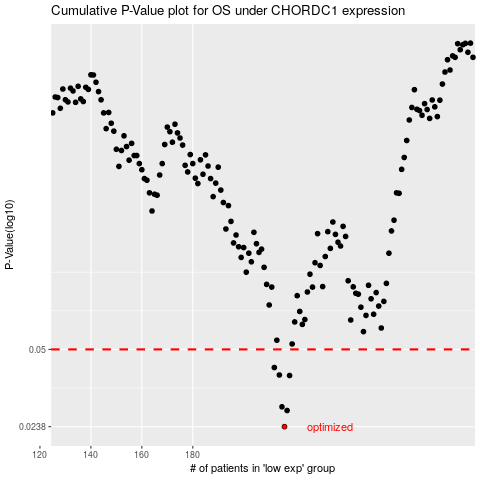 Cumulative P-Value plot for OS under CHORDC1 expression
P-Value(log10)
0.05
0.0238
optimized
120 140 160 180
# of patients in 'low exp' group